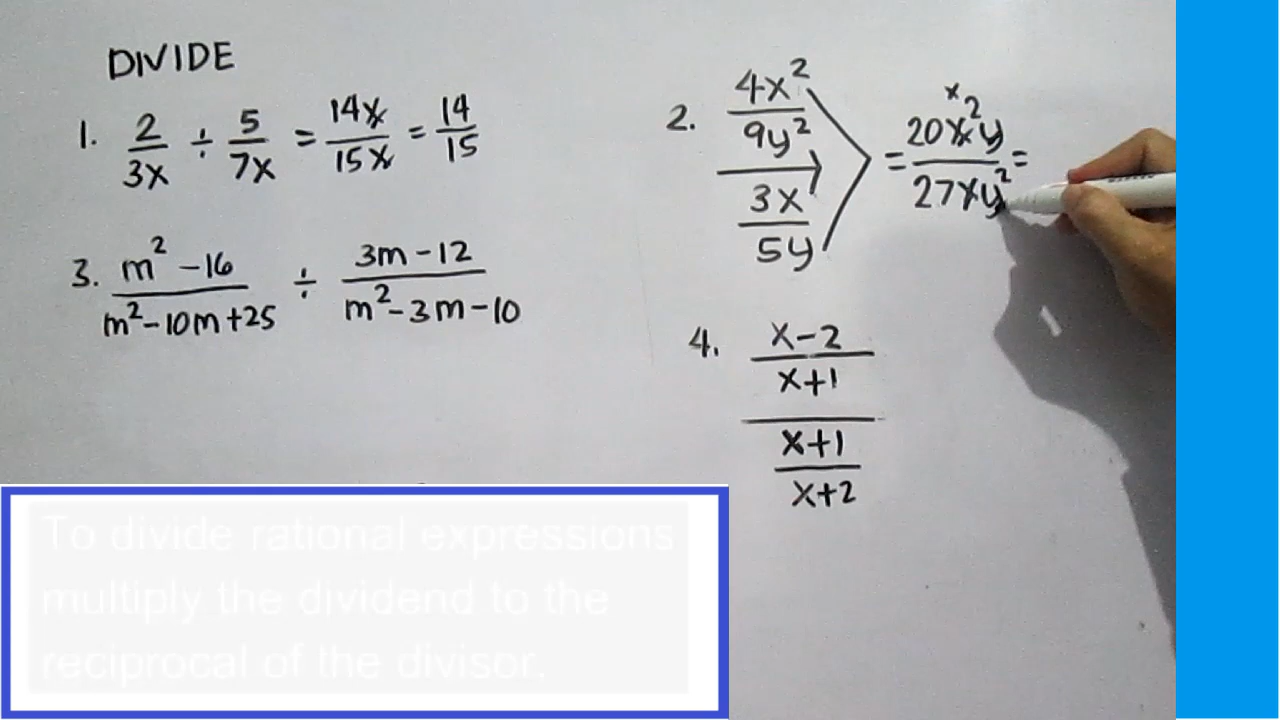 DIVIDE
1. 2/3x ÷ 5/7x = 14x/15x = 14/15
2. 4x²/9y² / 3x/5y = 20x²y/27xy² =
x
3. m² - 16/m² - 10m + 25 ÷ 3m - 12/m² - 3m - 10
4. x - 2/x + 1 / x + 1/x + 2
To divide rational expressions
multiply the dividend to the
reciprocal of the divisor.